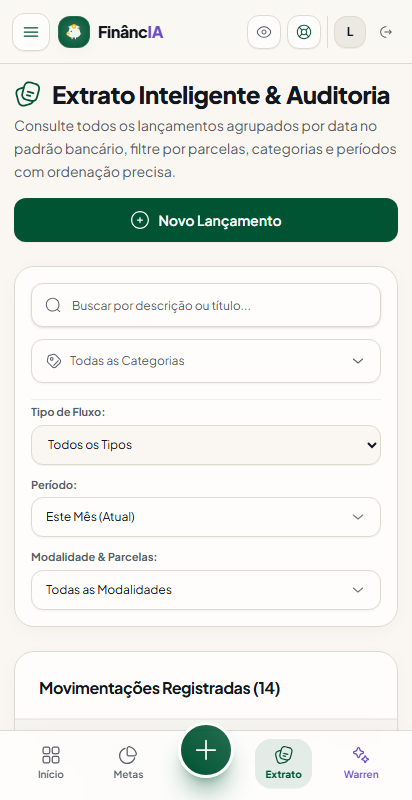 FinâncIA
L
Extrato Inteligente & Auditoria
Consulte todos os lançamentos agrupados por data no
padrão bancário, filtre por parcelas, categorias e períodos
com ordenação precisa.
Novo Lançamento
Buscar por descrição ou título...
Todas as Categorias
Tipo de Fluxo:
Todos os Tipos
Período:
Este Mês (Atual)
Modalidade & Parcelas:
Todas as Modalidades
Movimentações Registradas (14)
Início
Metas
Extrato
Warren